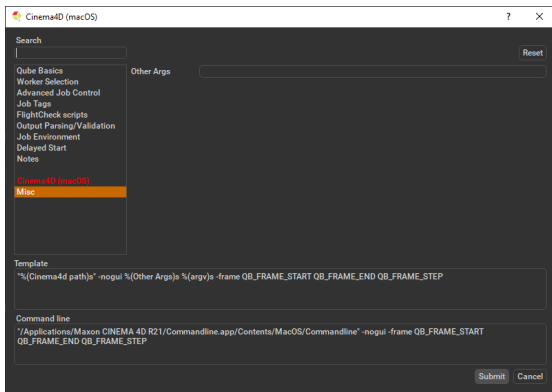 Cinema4D (macOS)
? X
Search
Reset
Qube Basics
Other Args
Worker Selection
Advanced Job Control
Job Tags
FlightCheck scripts
Output Parsing/Validation
Job Environment
Delayed Start
Notes
Cinema4D (macOS)
Misc
Template
"%(Cinema4d path)s" -nogui %(Other Args)s %(argv)s -frame QB_FRAME_START QB_FRAME_END QB_FRAME_STEP
Command line
"/Applications/Maxon CINEMA 4D R21/Commandline.app/Contents/MacOS/Commandline" -nogui -frame QB_FRAME_START
QB_FRAME_END QB_FRAME_STEP
Submit Cancel